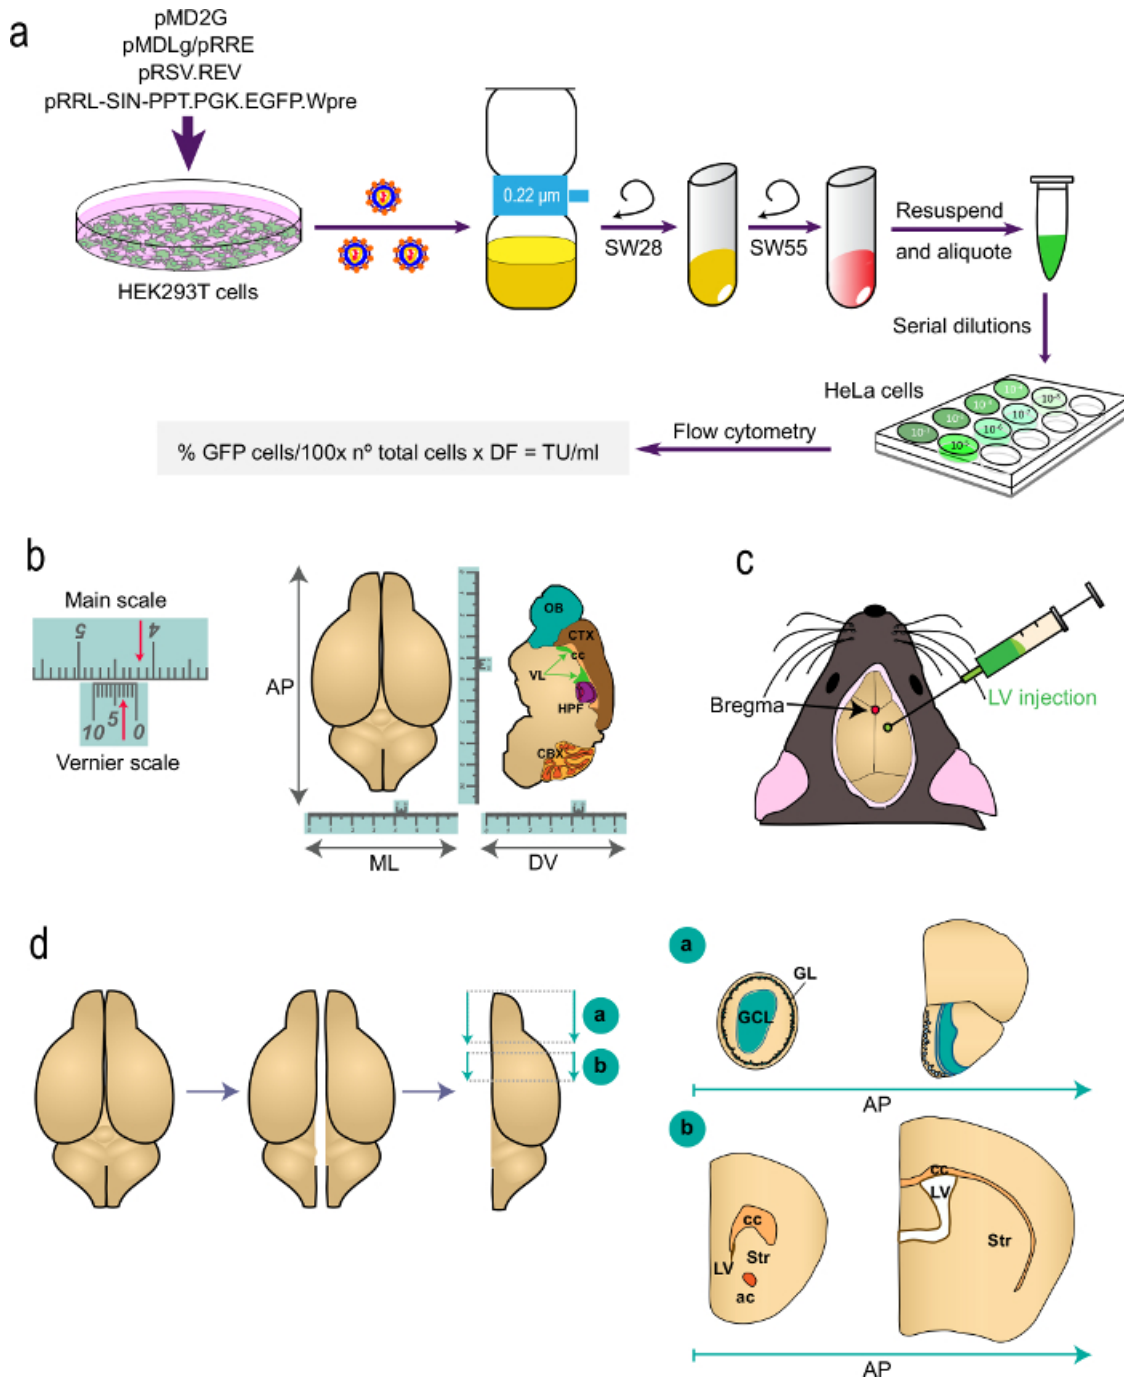 a
pMD2G
pMDLg/pRRE
pRSV.REV
pRRL-SIN-PPT.PGK.EGFP.Wpre
HEK293T cells
0.22 µm
SW28
SW55
Resuspend
and aliquote
Serial dilutions
HeLa cells
Flow cytometry
% GFP cells/100x nº total cells x DF = TU/ml
b
Main scale
5 4
10 5 0
Vernier scale
AP
ML
OB
CTX
cc
VL
HPF
CBX
DV
c
Bregma
LV injection
d
a
b
a
GL
GCL
AP
b
cc
LV
Str
ac
cc
LV
Str
AP